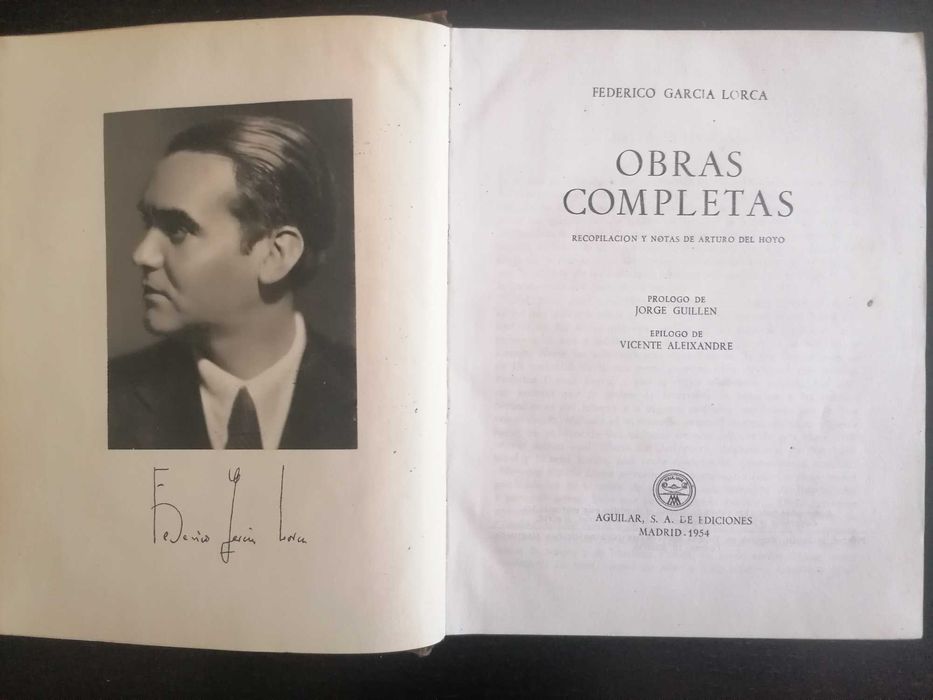 Federico García Lorca
FEDERICO GARCIA LORCA
OBRAS
COMPLETAS
RECOPILACION Y NOTAS DE ARTURO DEL HOYO
PROLOGO DE
JORGE GUILLEN
EPILOGO DE
VICENTE ALEIXANDRE
AGUILAR, S. A. DE EDICIONES
MADRID - 1954